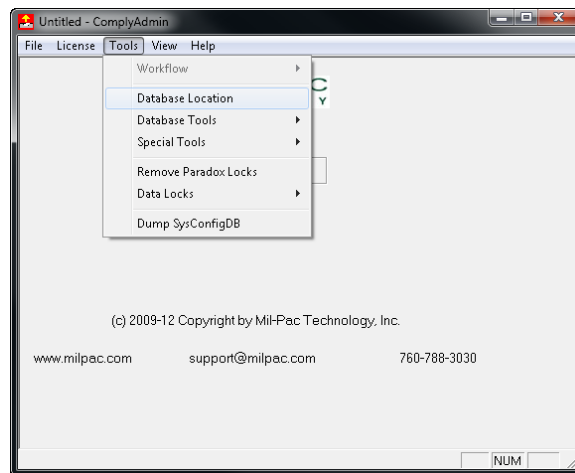 Untitled - ComplyAdmin
File License Tools View Help
Workflow
Database Location
Database Tools
Special Tools
Remove Paradox Locks
Data Locks
Dump SysConfigDB
C
Y
(c) 2009-12 Copyright by Mil-Pac Technology, Inc.
www.milpac.com support@milpac.com 760-788-3030
NUM